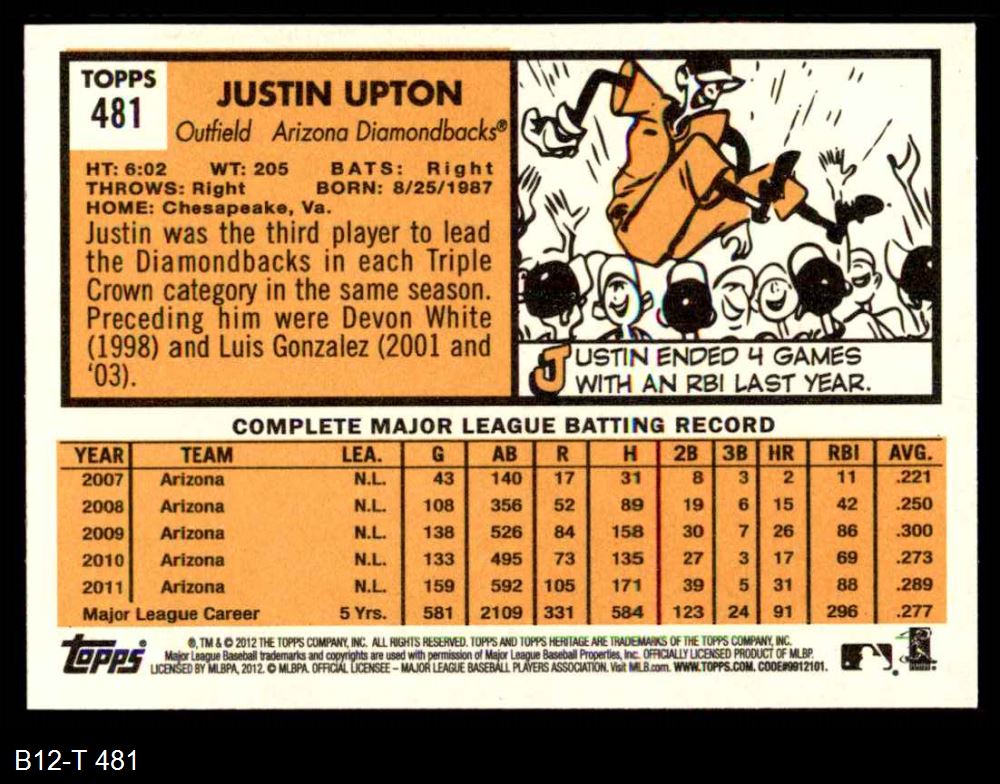 TOPPS
481
JUSTIN UPTON
Outfield Arizona Diamondbacks®
HT: 6:02 WT: 205 BATS: Right
THROWS: Right BORN: 8/25/1987
HOME: Chesapeake, Va.
Justin was the third player to lead
the Diamondbacks in each Triple
Crown category in the same season.
Preceding him were Devon White
(1998) and Luis Gonzalez (2001 and
‘03).
JUSTIN ENDED 4 GAMES
WITH AN RBI LAST YEAR.
COMPLETE MAJOR LEAGUE BATTING RECORD
YEAR TEAM LEA. G AB R H 2B 3B HR RBI AVG.
2007 Arizona N.L. 43 140 17 31 8 3 2 11 .221
2008 Arizona N.L. 108 356 52 89 19 6 15 42 .250
2009 Arizona N.L. 138 526 84 158 30 7 26 86 .300
2010 Arizona N.L. 133 495 73 135 27 3 17 69 .273
2011 Arizona N.L. 159 592 105 171 39 5 31 88 .289
Major League Career 5 Yrs. 581 2109 331 584 123 24 91 296 .277
Topps®
®, TM & © 2012 THE TOPPS COMPANY, INC. ALL RIGHTS RESERVED. TOPPS AND TOPPS HERITAGE ARE TRADEMARKS OF THE TOPPS COMPANY, INC.
Major League Baseball trademarks and copyrights are used with permission of Major League Baseball Properties, Inc. OFFICIALLY LICENSED PRODUCT OF MLBP.
LICENSED BY MLBPA, 2012. © MLBPA. OFFICIAL LICENSEE – MAJOR LEAGUE BASEBALL PLAYERS ASSOCIATION. Visit MLB.com. WWW.TOPPS.COM. CODE#9912101.
B12-T 481